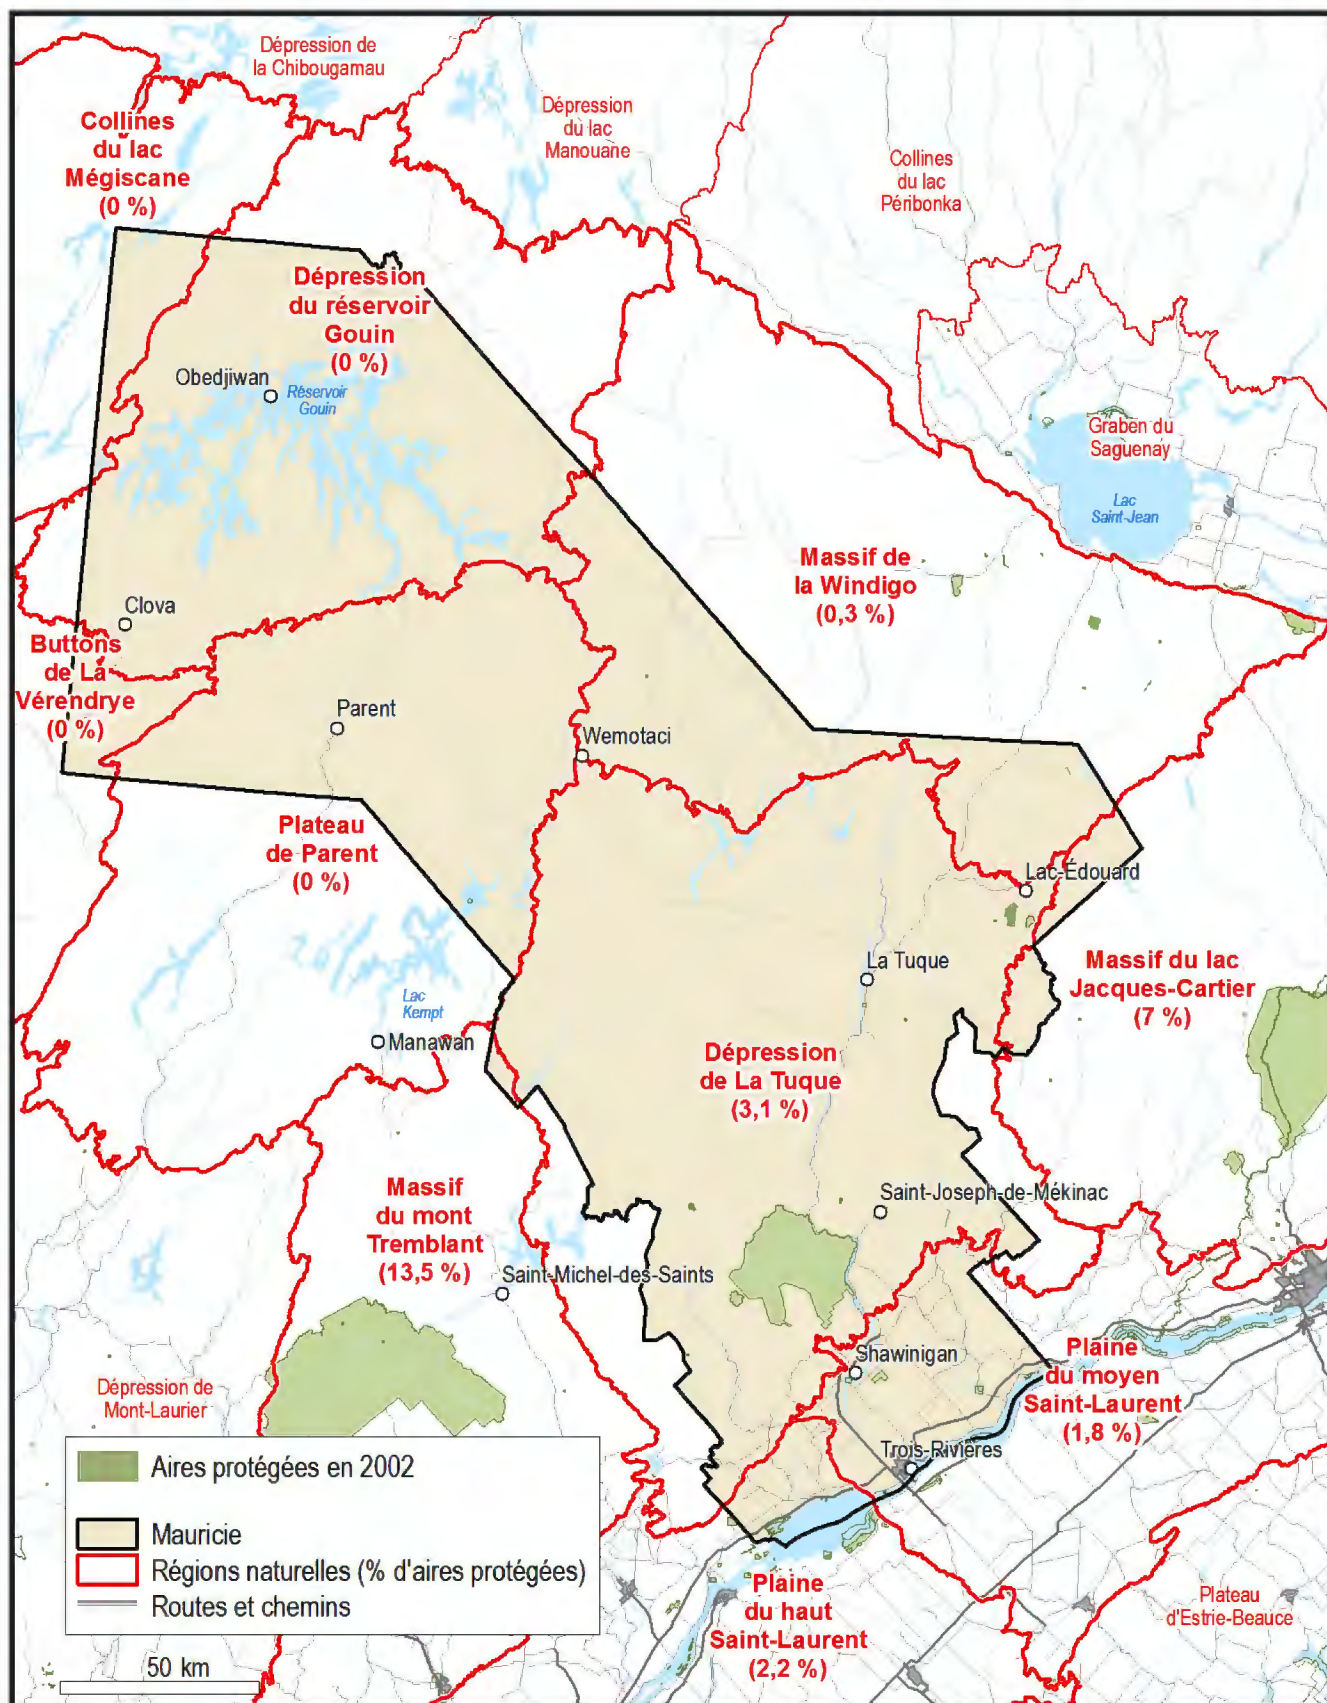 Dépression de
la Chibougamau
Collines
du lac
Mégiscane
(0 %)
Dépression
du lac
Manouane
Collines
du lac
Péribonka
Dépression
du réservoir
Gouin
(0 %)
Obedjiwan
Réservoir
Gouin
Graben du
Saguenay
Lac
Saint-Jean
Massif de
la Windigo
(0,3 %)
Clova
Buttons
de La
Vérendrye
(0 %)
Parent
Wemotaci
Plateau
de Parent
(0 %)
Lac-Édouard
La Tuque
Massif du lac
Jacques-Cartier
(7 %)
Lac
Kempt
Manawan
Dépression
de La Tuque
(3,1 %)
Massif
du mont
Tremblant
(13,5 %)
Saint-Joseph-de-Mékinac
Saint-Michel-des-Saints
Shawinigan
Plaine
du moyen
Saint-Laurent
(1,8 %)
Dépression de
Mont-Laurier
Trois-Rivières
Aires protégées en 2002
Mauricie
Régions naturelles (% d'aires protégées)
Routes et chemins
50 km
Plaine
du haut
Saint-Laurent
(2,2 %)
Plateau
d'Estrie-Beauce